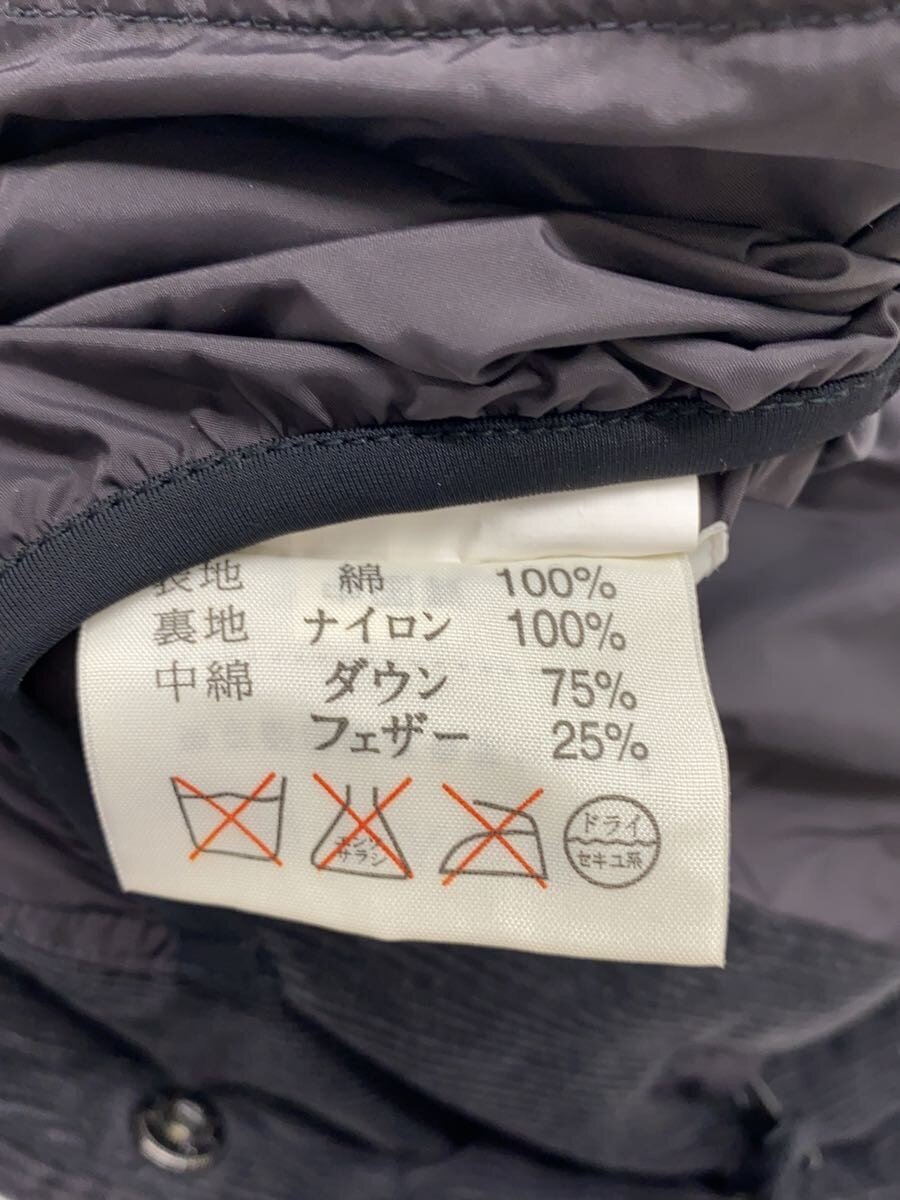 表地 綿 100%
裏地 ナイロン 100%
中綿 ダウン 75%
フェザー 25%
エンソ
サラシ
ドライ
セキユ系